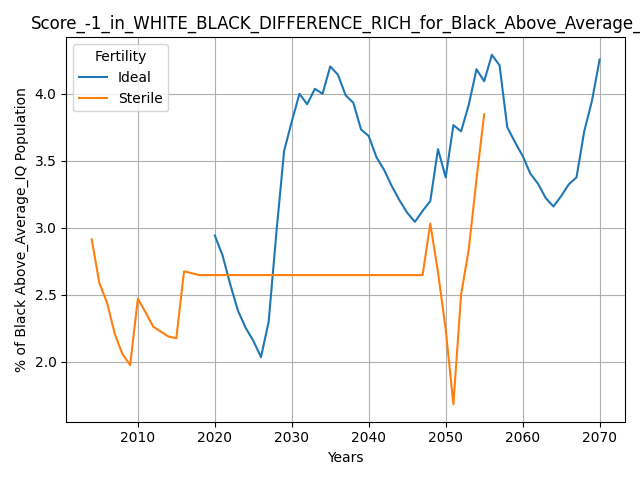 Score_-1_in_WHITE_BLACK_DIFFERENCE_RICH_for_Black_Above_Average_
Fertility
Ideal
Sterile
4.0
3.5
3.0
2.5
2.0
% of Black Above_Average_IQ Population
2010 2020 2030 2040 2050 2060 2070
Years